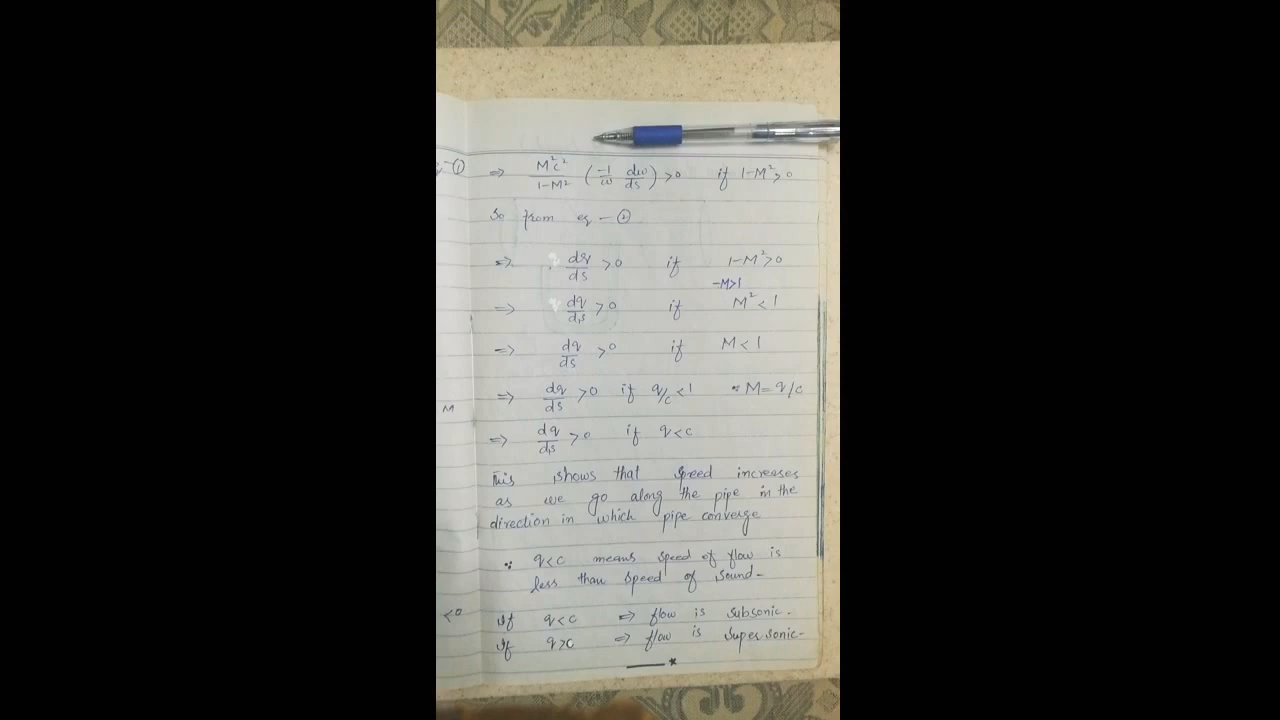 ①
⇒ M²c²/1-M² (-1/ω dω/ds) >0 if 1-M²>0
So from eq - ②
⇒ dq/ds >0 if 1-M²>0
-M>1
⇒ dq/ds >0 if M²<1
⇒ dq/ds >0 if M<1
⇒ dq/ds >0 if q/c <1 ∵ M= q/c
M
⇒ dq/ds >0 if q<c
This shows that speed increases
as we go along the pipe in the
direction in which pipe converge
∵ q<c means speed of flow is
less than speed of sound-
<0
if q<c ⇒ flow is subsonic.
if q>c ⇒ flow is supersonic-